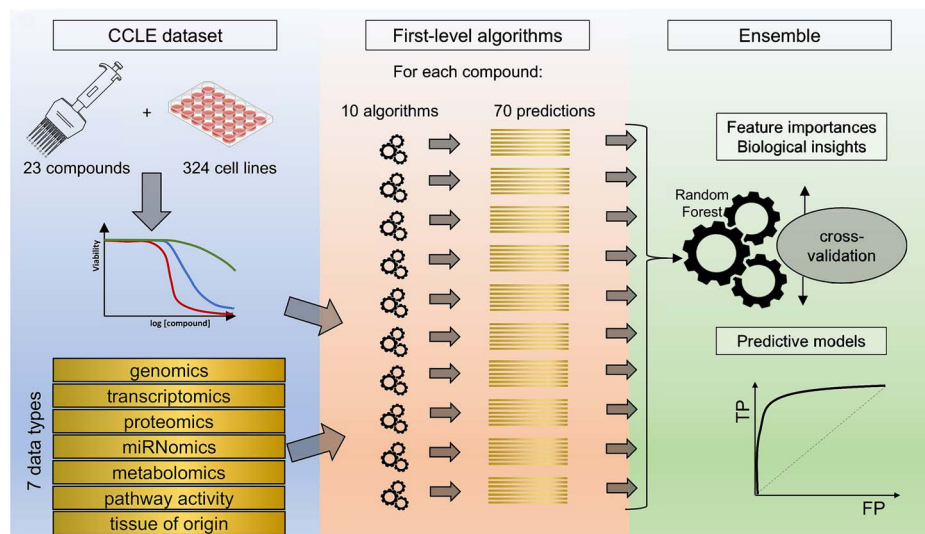 CCLE dataset
+
23 compounds
324 cell lines
Viability
log [compound]
7 data types
genomics
transcriptomics
proteomics
miRNomics
metabolomics
pathway activity
tissue of origin
First-level algorithms
For each compound:
10 algorithms
70 predictions
Ensemble
Feature importances
Biological insights
Random
Forest
cross-
validation
Predictive models
TP
FP